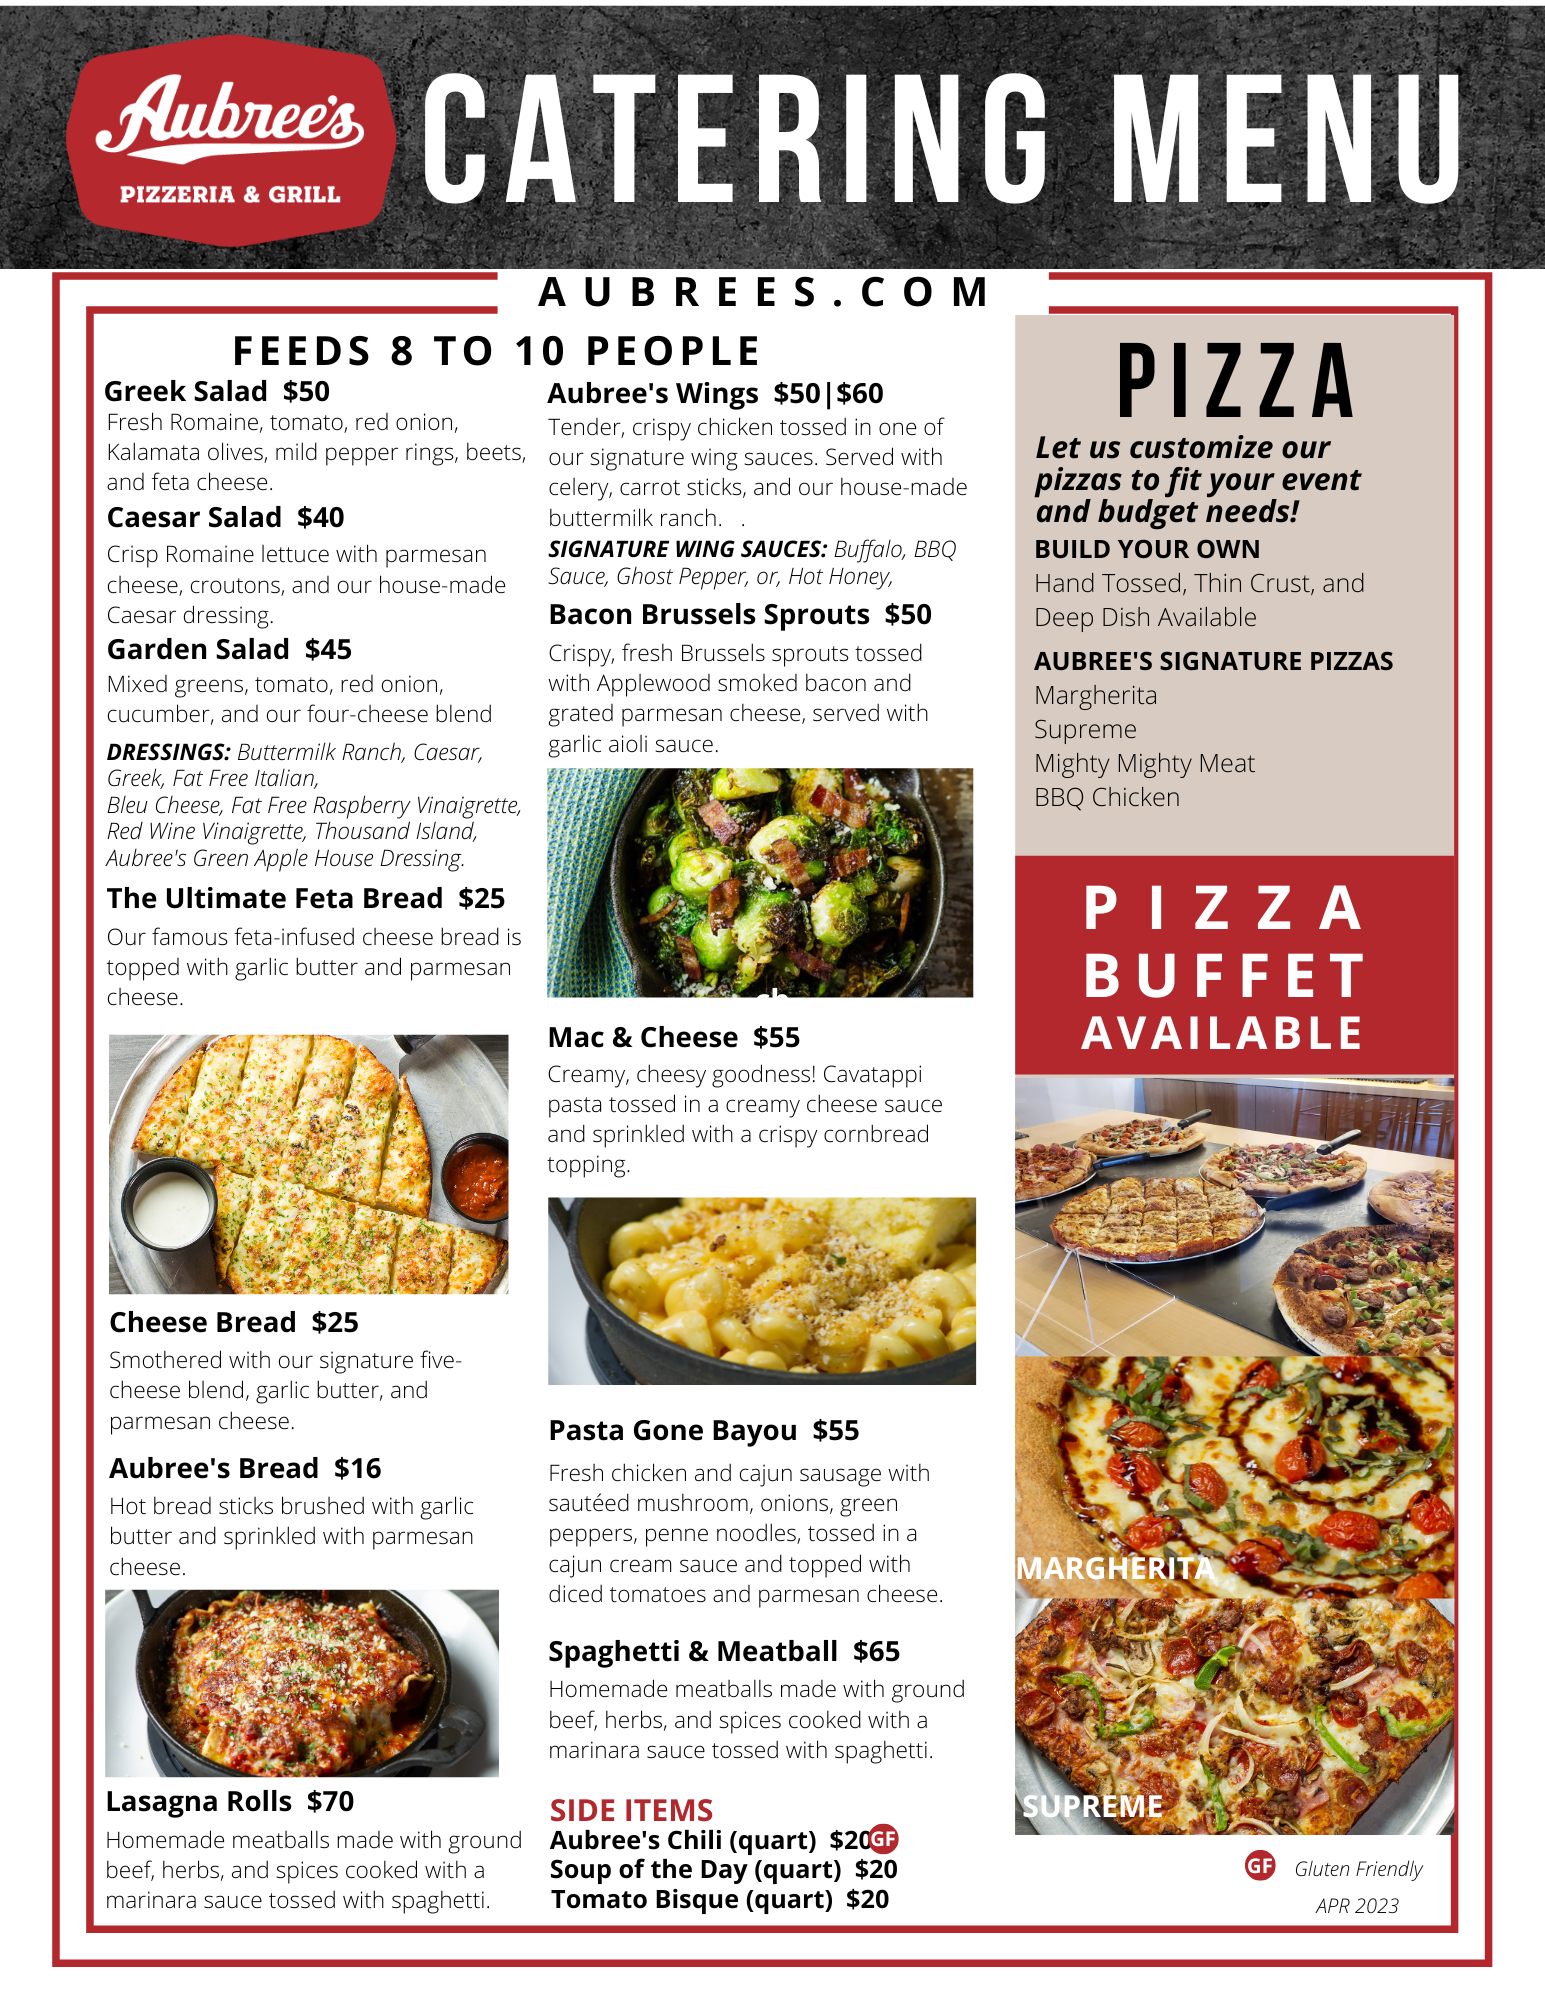 Aubree's
PIZZERIA & GRILL
CATERING MENU
AUBREES.COM
FEEDS 8 TO 10 PEOPLE
Greek Salad $50
Fresh Romaine, tomato, red onion,
Kalamata olives, mild pepper rings, beets,
and feta cheese.
Caesar Salad $40
Crisp Romaine lettuce with parmesan
cheese, croutons, and our house-made
Caesar dressing.
Garden Salad $45
Mixed greens, tomato, red onion,
cucumber, and our four-cheese blend
DRESSINGS: Buttermilk Ranch, Caesar,
Greek, Fat Free Italian,
Bleu Cheese, Fat Free Raspberry Vinaigrette,
Red Wine Vinaigrette, Thousand Island,
Aubree's Green Apple House Dressing.
The Ultimate Feta Bread $25
Our famous feta-infused cheese bread is
topped with garlic butter and parmesan
cheese.
Cheese Bread $25
Smothered with our signature five-
cheese blend, garlic butter, and
parmesan cheese.
Aubree's Bread $16
Hot bread sticks brushed with garlic
butter and sprinkled with parmesan
cheese.
Lasagna Rolls $70
Homemade meatballs made with ground
beef, herbs, and spices cooked with a
marinara sauce tossed with spaghetti.
Aubree's Wings $50|$60
Tender, crispy chicken tossed in one of
our signature wing sauces. Served with
celery, carrot sticks, and our house-made
buttermilk ranch. .
SIGNATURE WING SAUCES: Buffalo, BBQ
Sauce, Ghost Pepper, or, Hot Honey,
Bacon Brussels Sprouts $50
Crispy, fresh Brussels sprouts tossed
with Applewood smoked bacon and
grated parmesan cheese, served with
garlic aioli sauce.
ch
Mac & Cheese $55
Creamy, cheesy goodness! Cavatappi
pasta tossed in a creamy cheese sauce
and sprinkled with a crispy cornbread
topping.
Pasta Gone Bayou $55
Fresh chicken and cajun sausage with
sautéed mushroom, onions, green
peppers, penne noodles, tossed in a
cajun cream sauce and topped with
diced tomatoes and parmesan cheese.
Spaghetti & Meatball $65
Homemade meatballs made with ground
beef, herbs, and spices cooked with a
marinara sauce tossed with spaghetti.
SIDE ITEMS
Aubree's Chili (quart) $20 GF
Soup of the Day (quart) $20
Tomato Bisque (quart) $20
PIZZA
Let us customize our
pizzas to fit your event
and budget needs!
BUILD YOUR OWN
Hand Tossed, Thin Crust, and
Deep Dish Available
AUBREE'S SIGNATURE PIZZAS
Margherita
Supreme
Mighty Mighty Meat
BBQ Chicken
PIZZA
BUFFET
AVAILABLE
MARGHERITA
SUPREME
GF Gluten Friendly
APR 2023